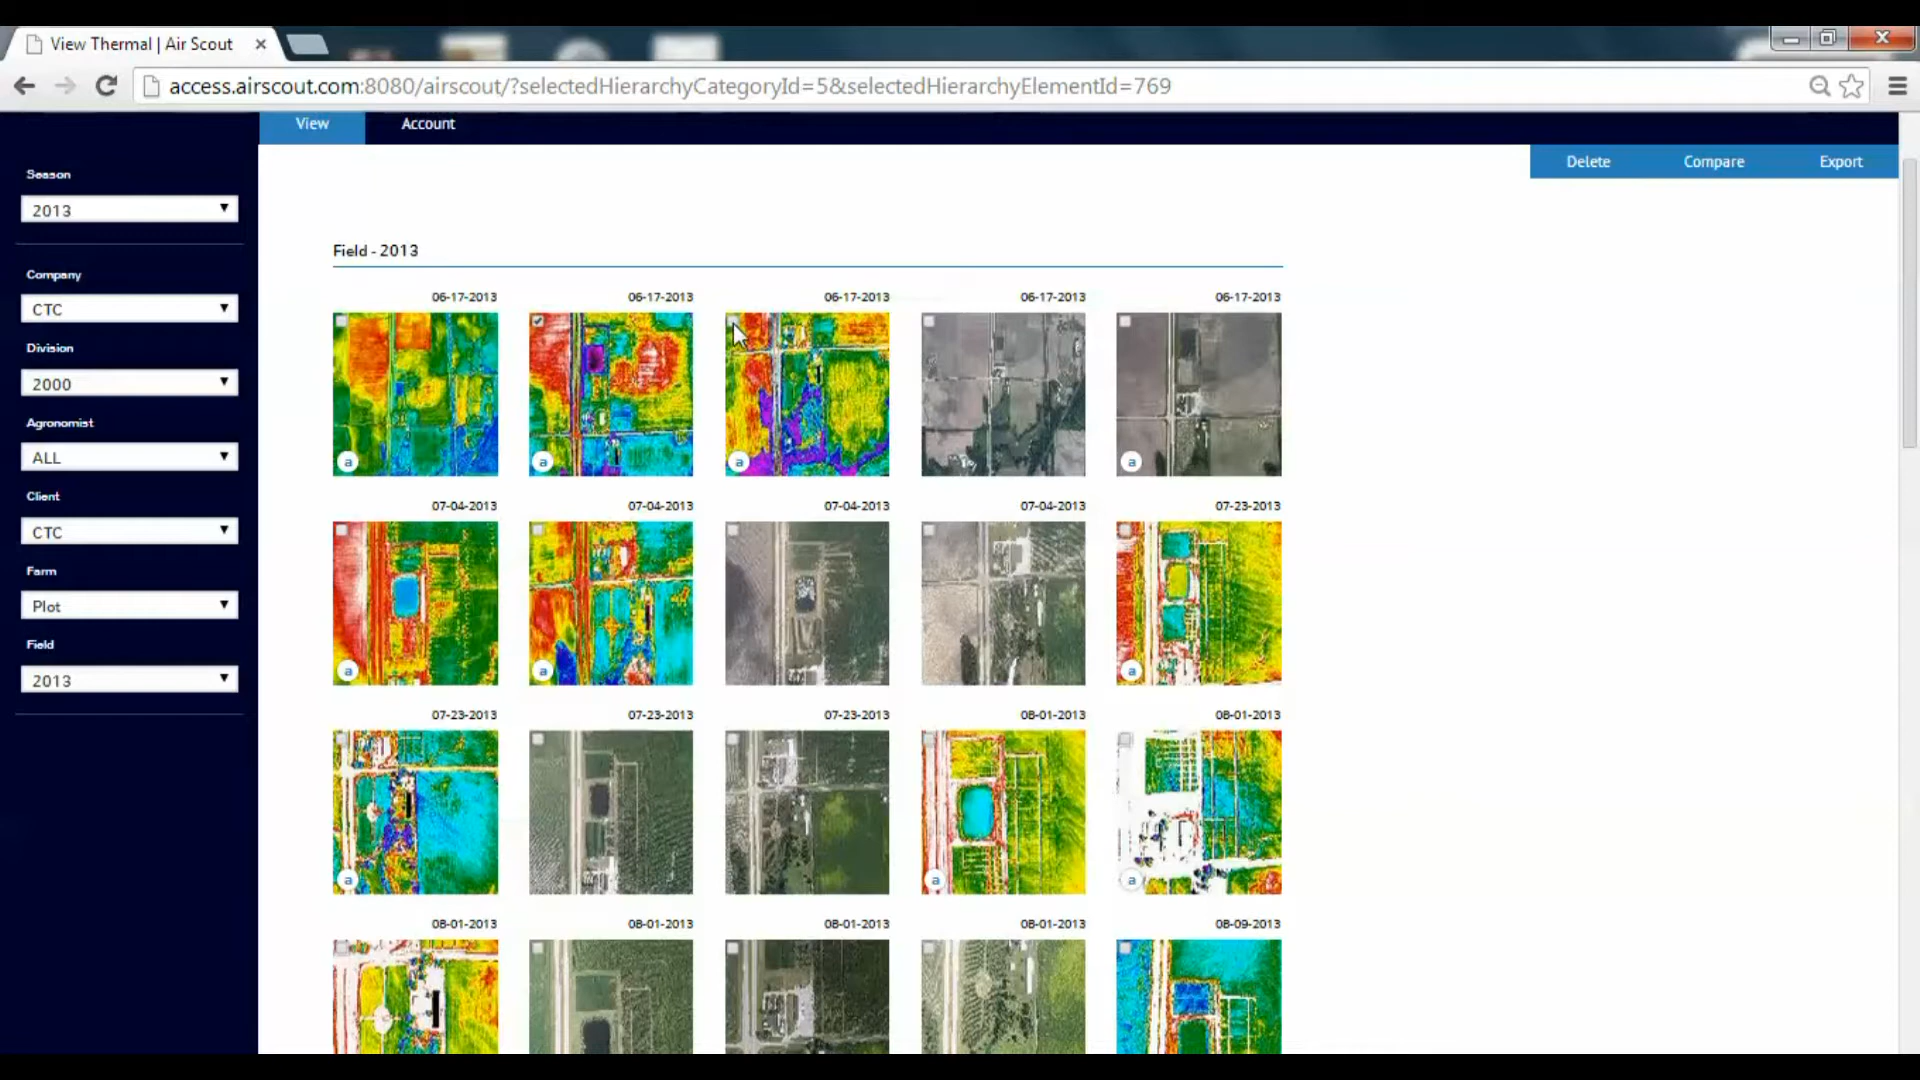 View Thermal | Air Scout
access.airscout.com:8080/airscout/?selectedHierarchyCategoryId=5&selectedHierarchyElementId=769
View Account
Delete Compare Export
Season
2013
Company
CTC
Division
2000
Agronomist
ALL
Client
CTC
Farm
Plot
Field
2013
Field - 2013
06-17-2013 06-17-2013 06-17-2013 06-17-2013 06-17-2013
a a a a
07-04-2013 07-04-2013 07-04-2013 07-04-2013 07-23-2013
a a a
07-23-2013 07-23-2013 07-23-2013 08-01-2013 08-01-2013
a a a
08-01-2013 08-01-2013 08-01-2013 08-01-2013 08-09-2013